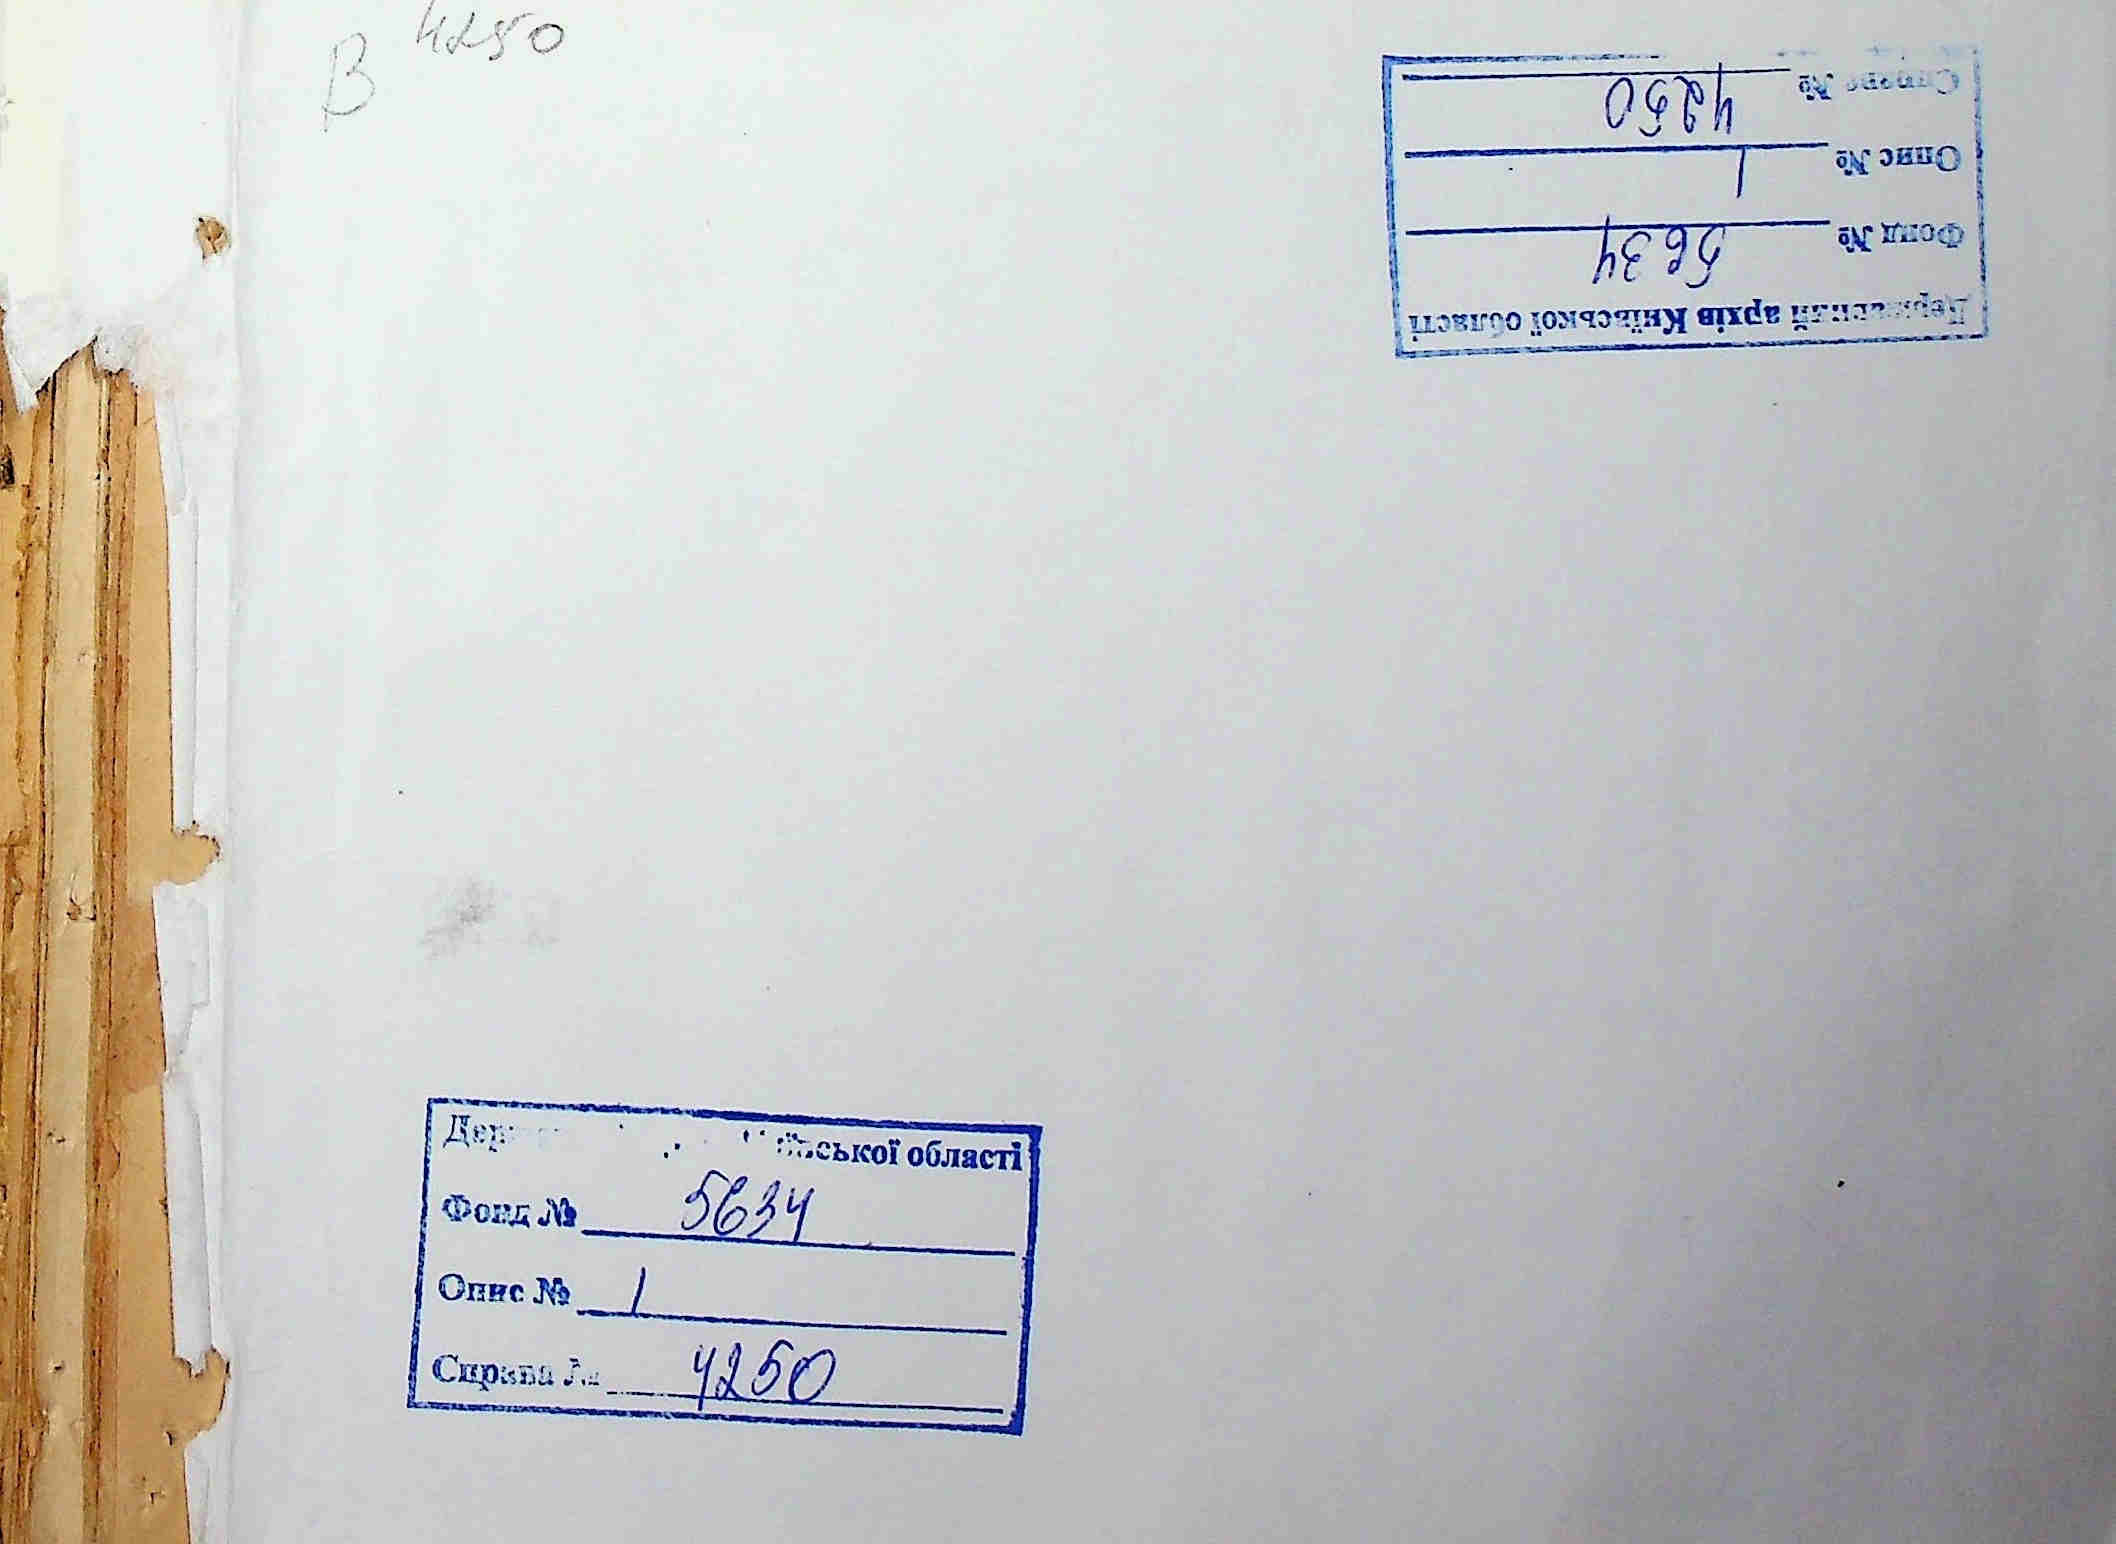 4250
В
Державний архів Київської області
Фонд № 5634
Опис № 1
Справа № 4250
Київської області
Фонд № 5634
Опис № 1
Справа № 4250